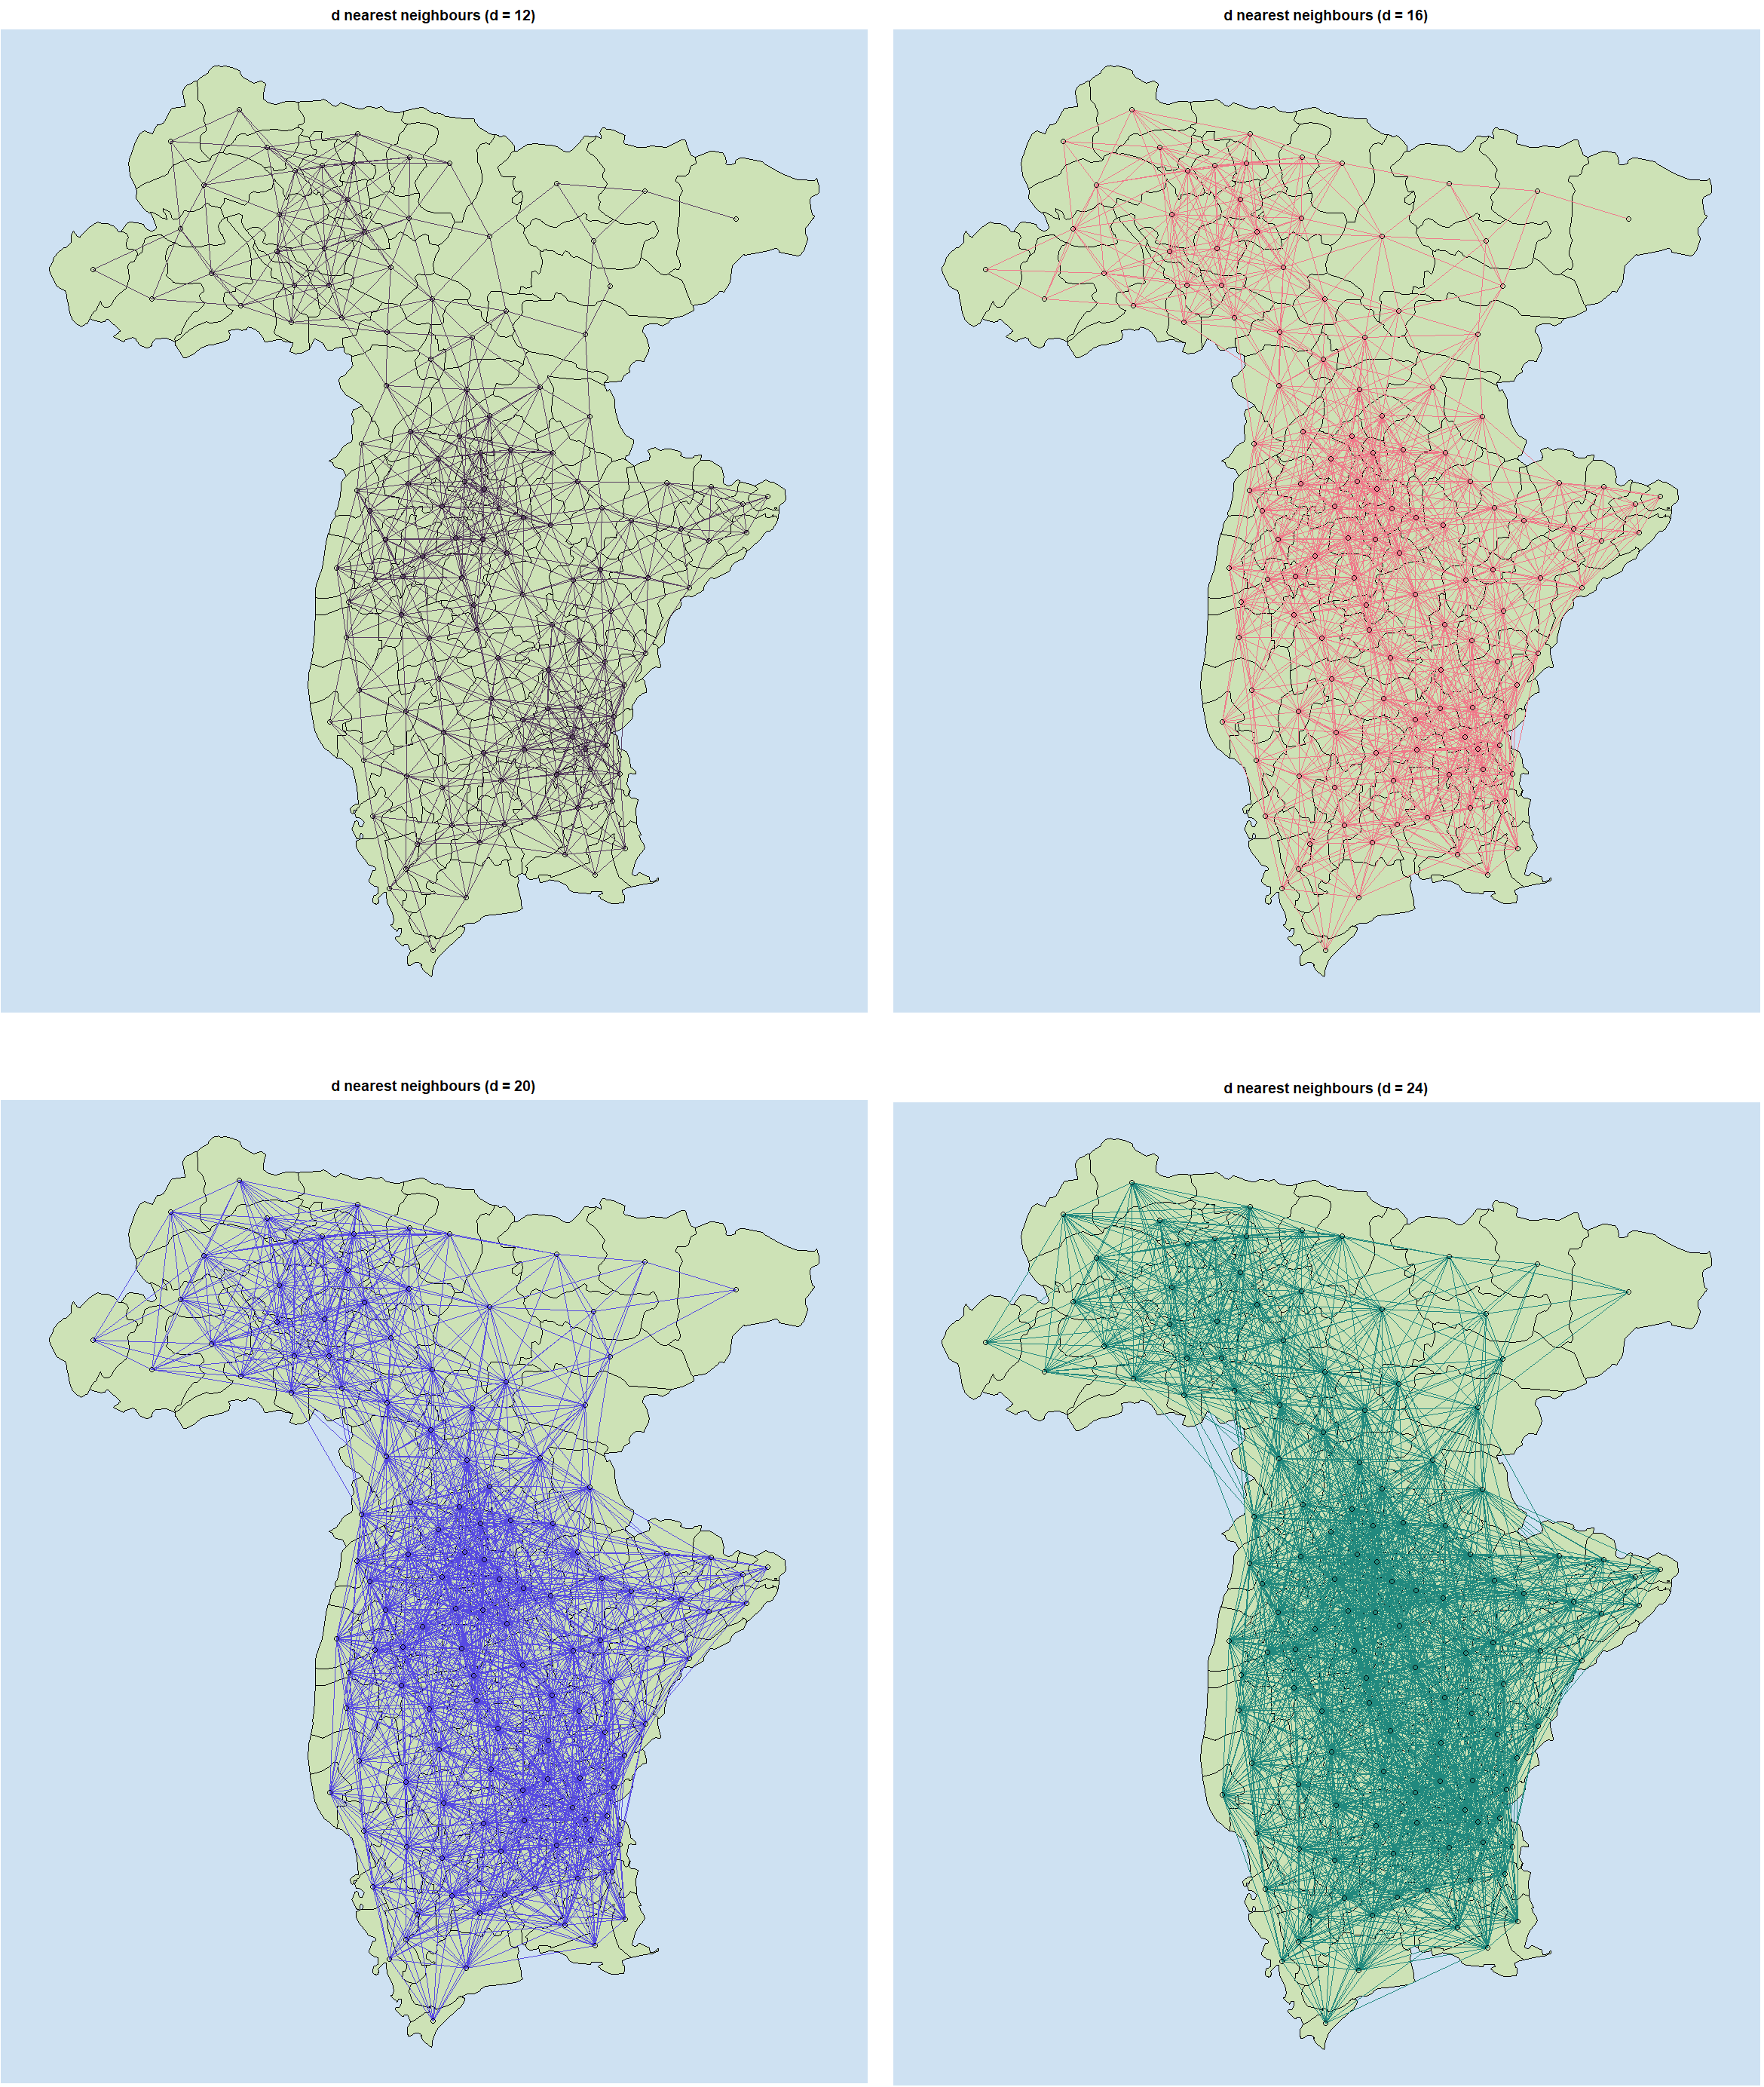 d nearest neighbours (d = 12)
d nearest neighbours (d = 16)
d nearest neighbours (d = 20)
d nearest neighbours (d = 24)